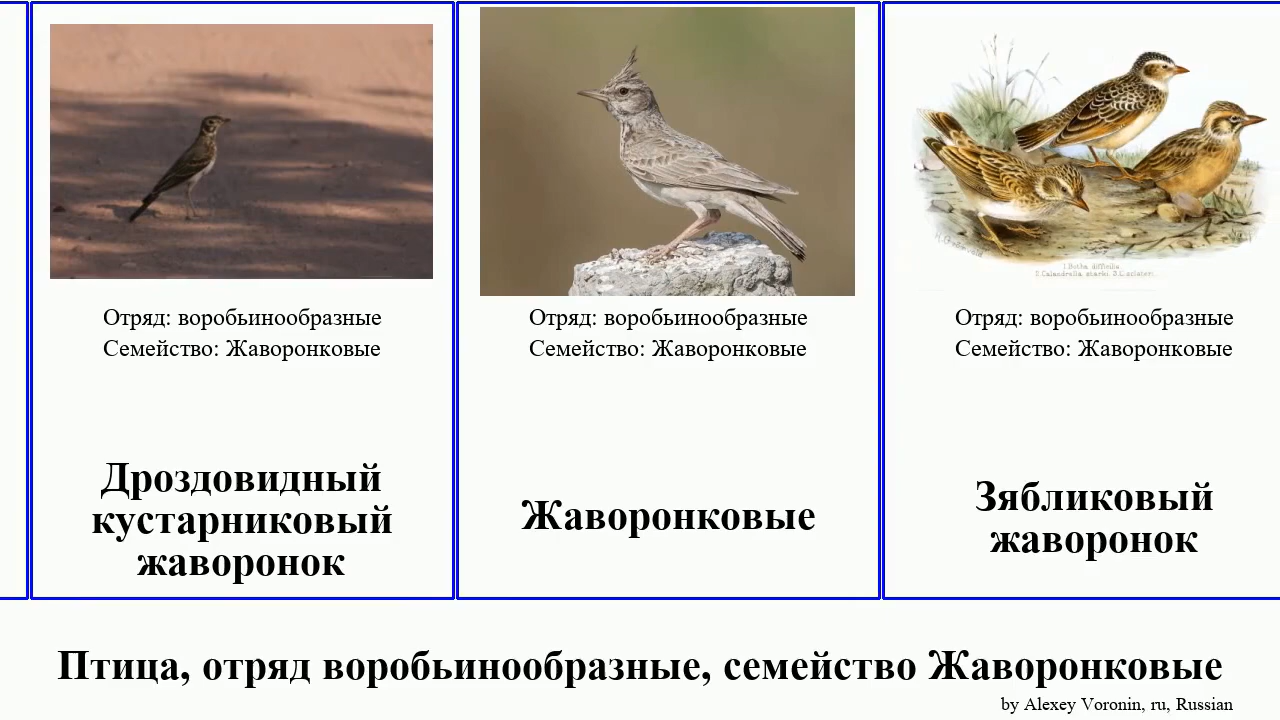 Отряд: воробьинообразные
Семейство: Жаворонковые
Дроздовидный
кустарниковый
жаворонок
Отряд: воробьинообразные
Семейство: Жаворонковые
Жаворонковые
Отряд: воробьинообразные
Семейство: Жаворонковые
Зябликовый
жаворонок
Птица, отряд воробьинообразные, семейство Жаворонковые
by Alexey Voronin, ru, Russian